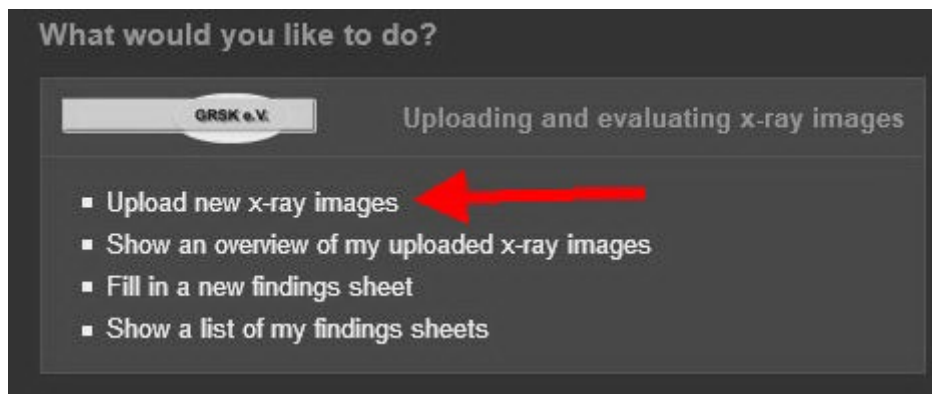 What would you like to do?
GRSK e.V.
Uploading and evaluating x-ray images
Upload new x-ray images
Show an overview of my uploaded x-ray images
Fill in a new findings sheet
Show a list of my findings sheets